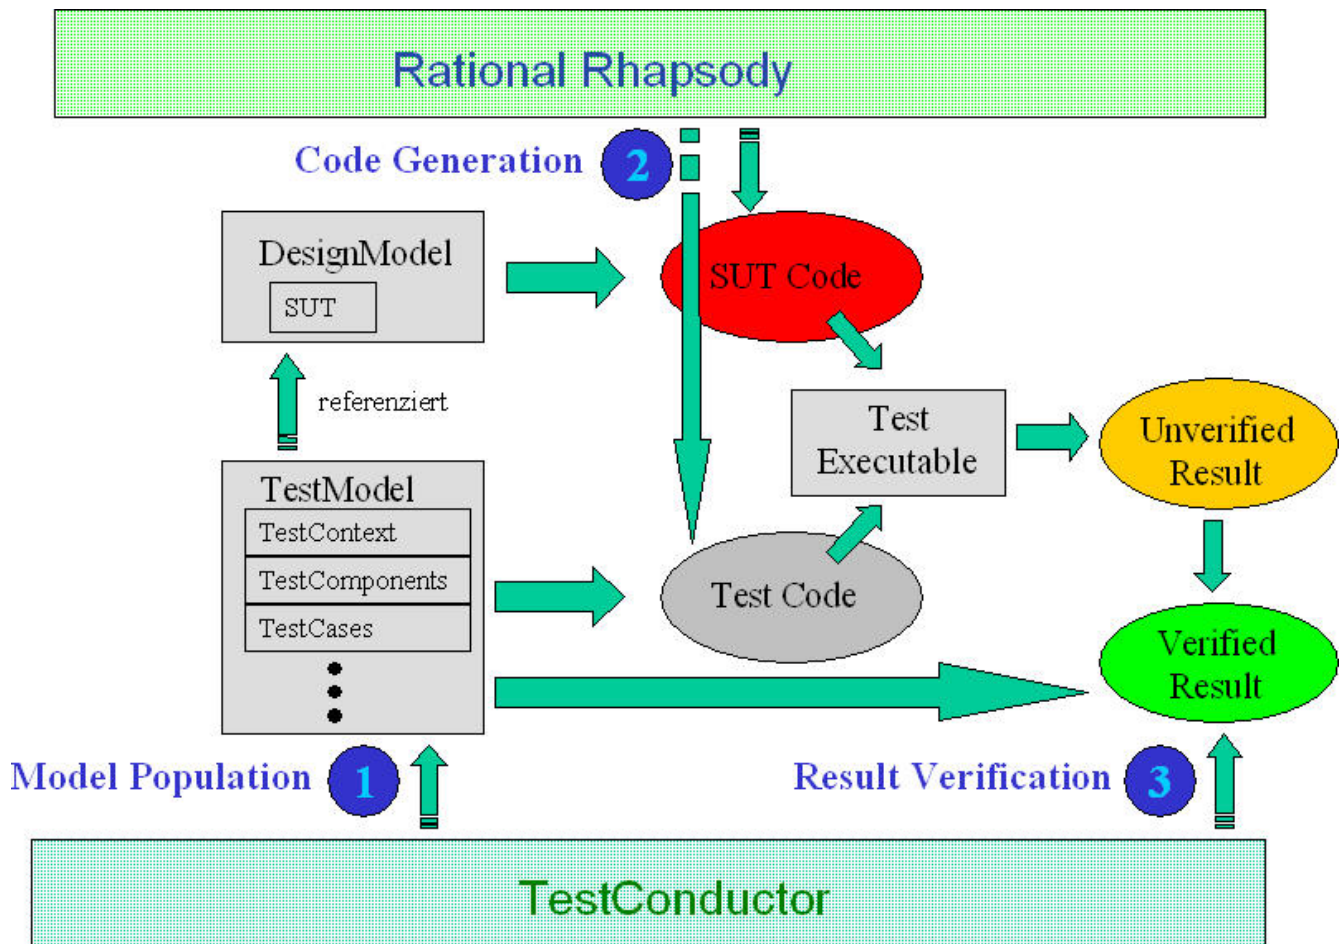 Rational Rhapsody
Code Generation
2
DesignModel
SUT
SUT Code
referenziert
Test
Executable
Unverified
Result
TestModel
TestContext
TestComponents
TestCases
Test Code
Verified
Result
Model Population
1
Result Verification
3
TestConductor